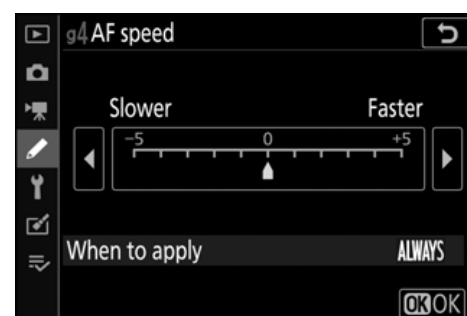 g4 AF speed
Slower Faster
−5 0 +5
When to apply ALWAYS
OK OK